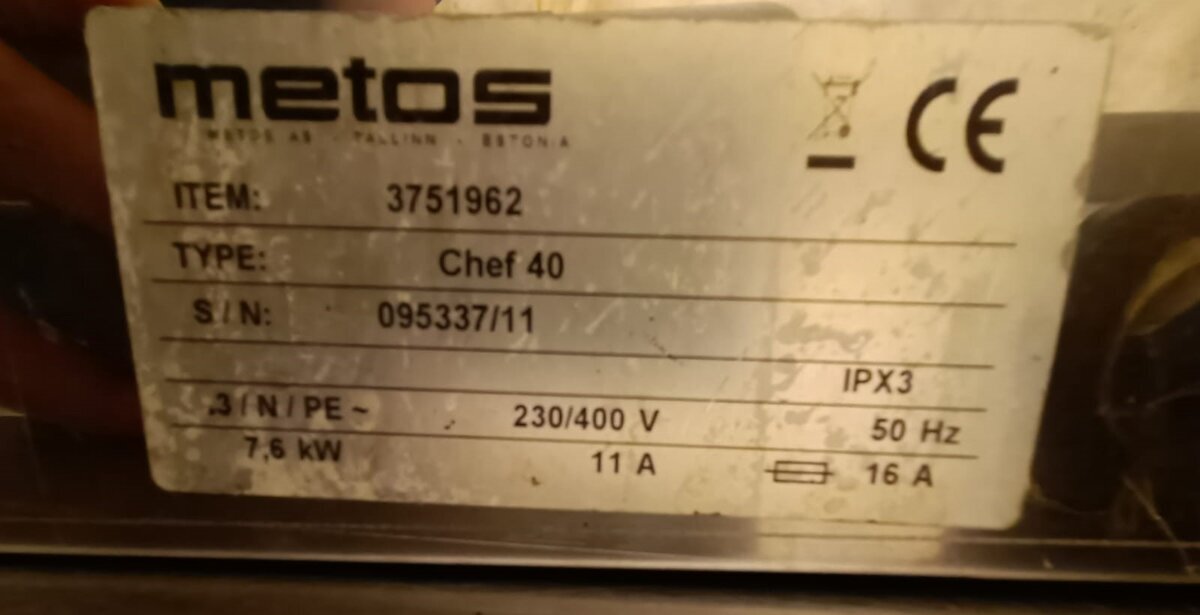 metos
METOS AS · TALLINN · ESTONIA
CE
ITEM: 3751962
TYPE: Chef 40
S / N: 095337/11
IPX3
3 / N / PE ~ 230/400 V 50 Hz
7,6 kW 11 A 16 A